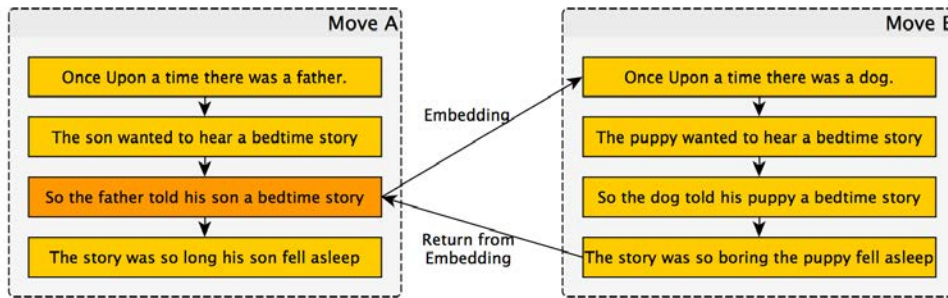 Move A
Once Upon a time there was a father.
The son wanted to hear a bedtime story
So the father told his son a bedtime story
The story was so long his son fell asleep
Embedding
Return from
Embedding
Move B
Once Upon a time there was a dog.
The puppy wanted to hear a bedtime story
So the dog told his puppy a bedtime story
The story was so boring the puppy fell asleep